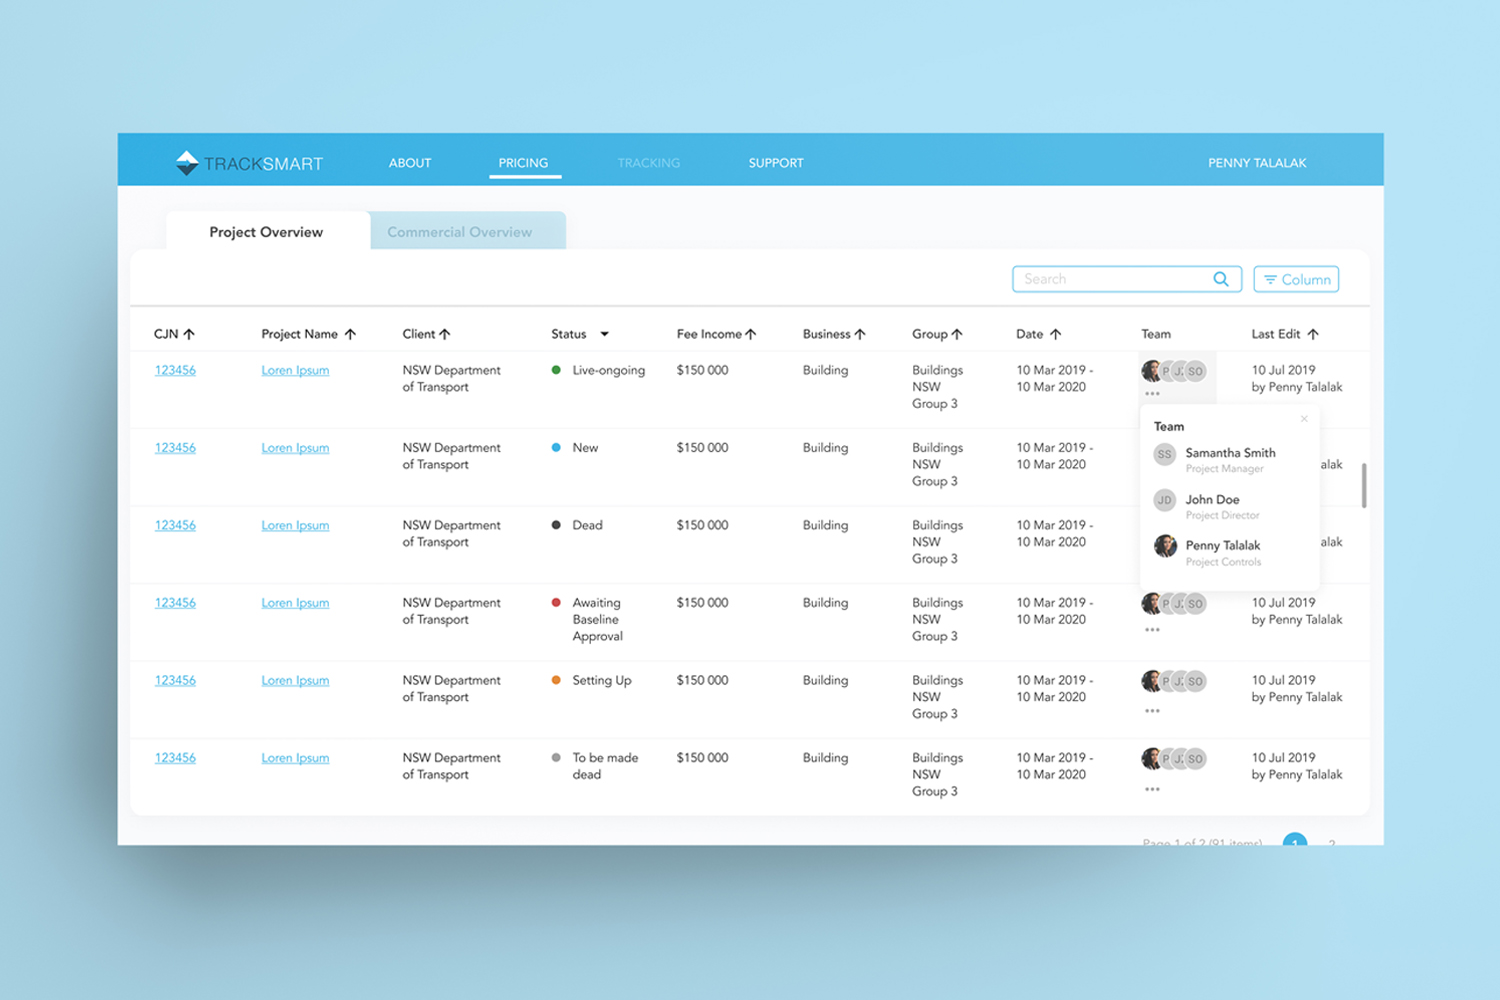 TRACKSMART ABOUT PRICING TRACKING SUPPORT PENNY TALALAK
Project Overview Commercial Overview
Search Column
CJN Project Name Client Status Fee Income Business Group Date Team Last Edit
123456 Loren Ipsum NSW Department Live-ongoing $150 000 Building Buildings 10 Mar 2019 - P J SO 10 Jul 2019
of Transport NSW 10 Mar 2020 by Penny Talalak
Group 3
123456 Loren Ipsum NSW Department New $150 000 Building Buildings 10 Mar 2019 -
of Transport NSW 10 Mar 2020 alak
Group 3
123456 Loren Ipsum NSW Department Dead $150 000 Building Buildings 10 Mar 2019 -
of Transport NSW 10 Mar 2020 alak
Group 3
Team
SS Samantha Smith
Project Manager
JD John Doe
Project Director
Penny Talalak
Project Controls
123456 Loren Ipsum NSW Department Awaiting $150 000 Building Buildings 10 Mar 2019 - P J SO 10 Jul 2019
of Transport Baseline NSW 10 Mar 2020 by Penny Talalak
Approval Group 3
123456 Loren Ipsum NSW Department Setting Up $150 000 Building Buildings 10 Mar 2019 - P J SO 10 Jul 2019
of Transport NSW 10 Mar 2020 by Penny Talalak
Group 3
123456 Loren Ipsum NSW Department To be made $150 000 Building Buildings 10 Mar 2019 - P J SO 10 Jul 2019
of Transport dead NSW 10 Mar 2020 by Penny Talalak
Group 3
Page 1 of 2 (91 items) 1 2